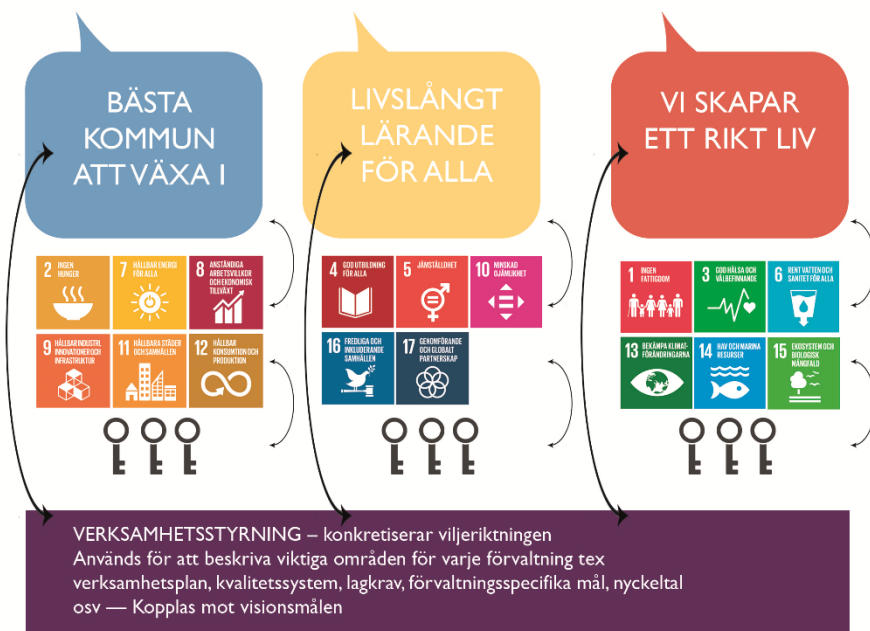 BÄSTA
KOMMUN
ATT VÄXA I
LIVSLÅNGT
LÄRANDE
FÖR ALLA
VI SKAPAR
ETT RIKT LIV
2 INGEN
HUNGER
7 HÅLLBAR ENERGI
FÖR ALLA
8 ANSTÄNDIGA
ARBETSVILLKOR
OCH EKONOMISK
TILLVÄXT
9 HÅLLBAR INDUSTRI,
INNOVATIONER OCH
INFRASTRUKTUR
11 HÅLLBARA STÄDER
OCH SAMHÄLLEN
12 HÅLLBAR
KONSUMTION OCH
PRODUKTION
4 GOD UTBILDNING
FÖR ALLA
5 JÄMSTÄLLDHET
10 MINSKAD
OJÄMLIKHET
16 FREDLIGA OCH
INKLUDERANDE
SAMHÄLLEN
17 GENOMFÖRANDE
OCH GLOBALT
PARTNERSKAP
1 INGEN
FATTIGDOM
3 GOD HÄLSA OCH
VÄLBEFINNANDE
6 RENT VATTEN OCH
SANITET FÖR ALLA
13 BEKÄMPA KLIMAT-
FÖRÄNDRINGARNA
14 HAV OCH MARINA
RESURSER
15 EKOSYSTEM OCH
BIOLOGISK
MÅNGFALD
VERKSAMHETSSTYRNING – konkretiserar viljeriktningen
Används för att beskriva viktiga områden för varje förvaltning tex
verksamhetsplan, kvalitetssystem, lagkrav, förvaltningsspecifika mål, nyckeltal
osv — Kopplas mot visionsmålen